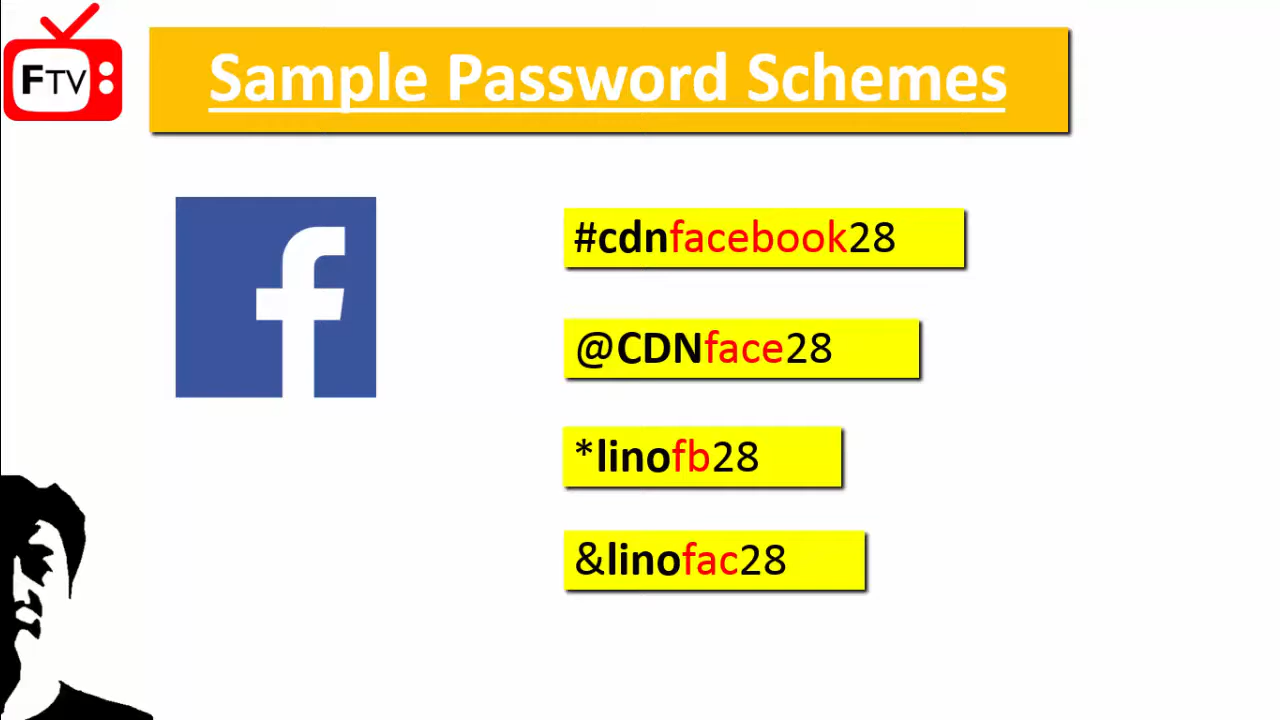 FTV
Sample Password Schemes
#cdnfacebook28
@CDNface28
*linofb28
&linofac28